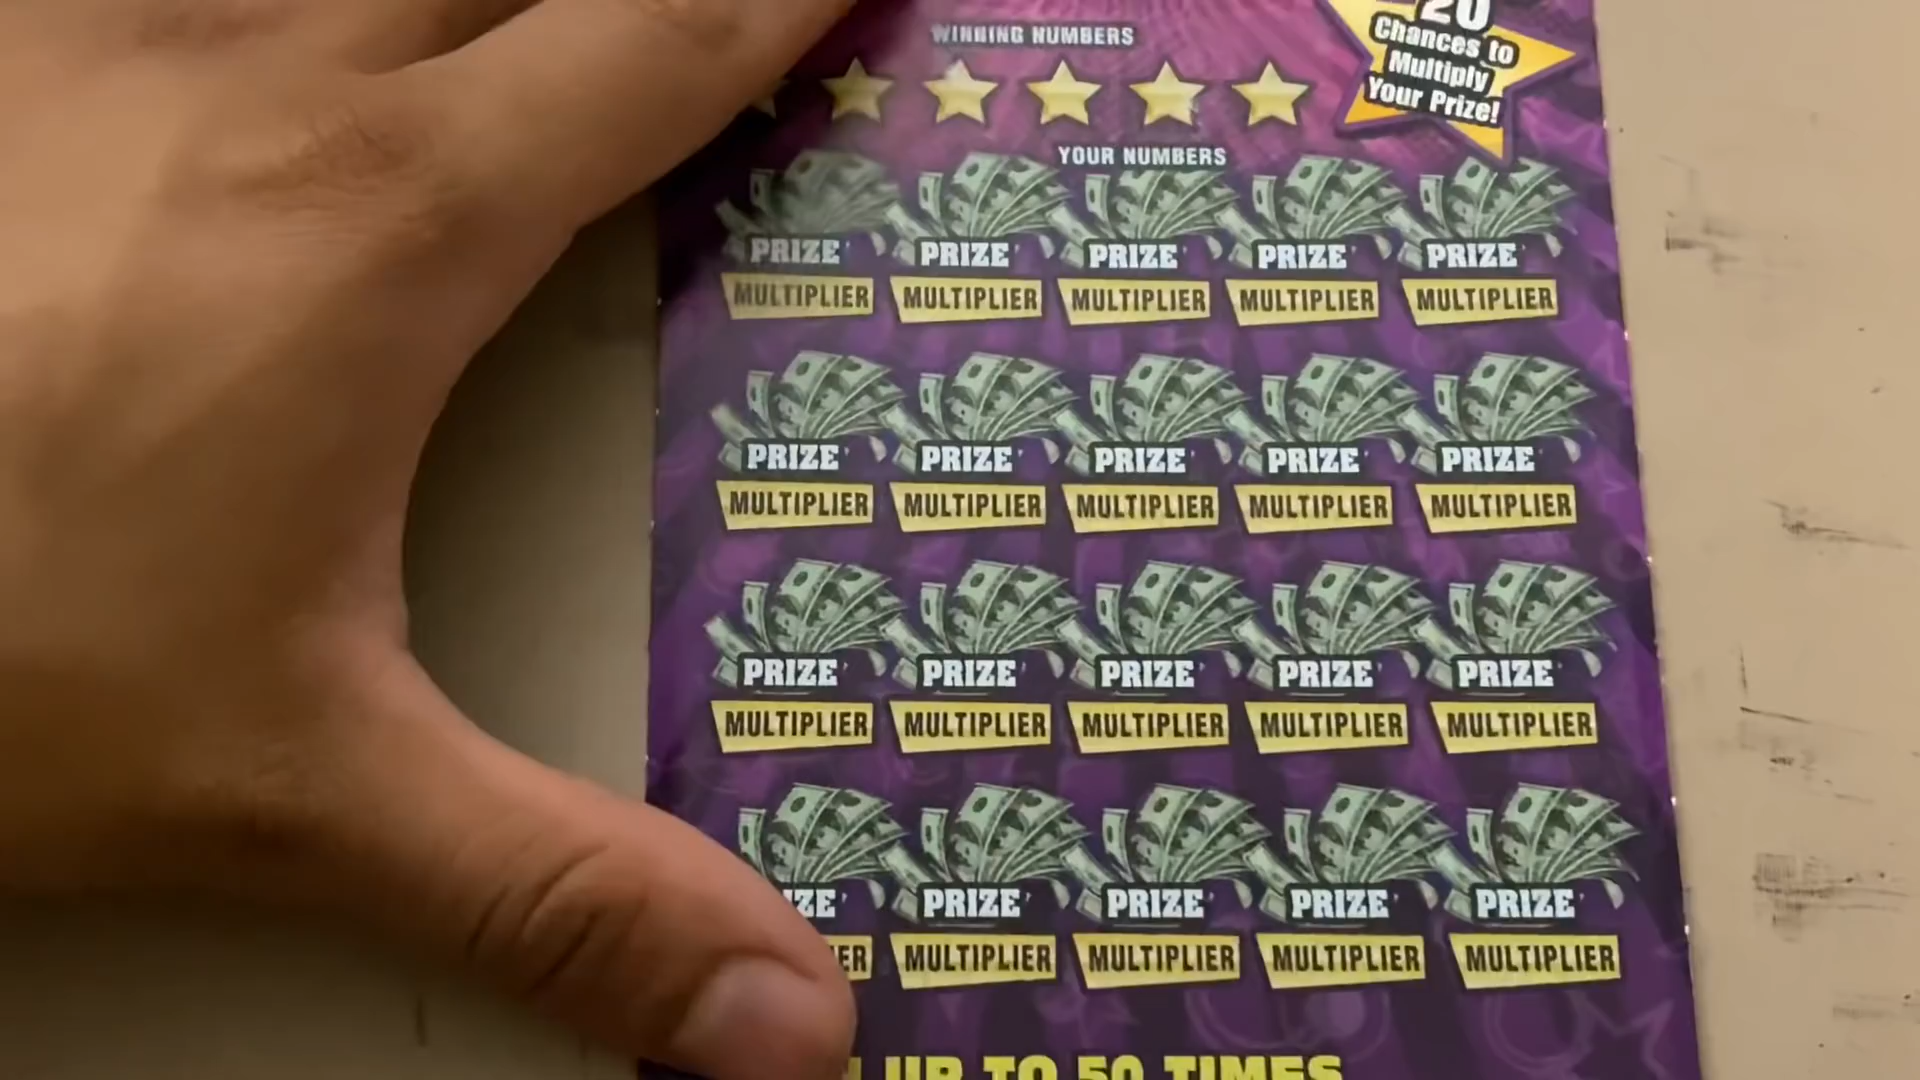 20
Chances to
Multiply
Your Prize!
WINNING NUMBERS
YOUR NUMBERS
PRIZE PRIZE PRIZE PRIZE PRIZE
MULTIPLIER MULTIPLIER MULTIPLIER MULTIPLIER MULTIPLIER
PRIZE PRIZE PRIZE PRIZE PRIZE
MULTIPLIER MULTIPLIER MULTIPLIER MULTIPLIER MULTIPLIER
PRIZE PRIZE PRIZE PRIZE PRIZE
MULTIPLIER MULTIPLIER MULTIPLIER MULTIPLIER MULTIPLIER
IZE PRIZE PRIZE PRIZE PRIZE
ER MULTIPLIER MULTIPLIER MULTIPLIER MULTIPLIER
UP TO 50 TIMES